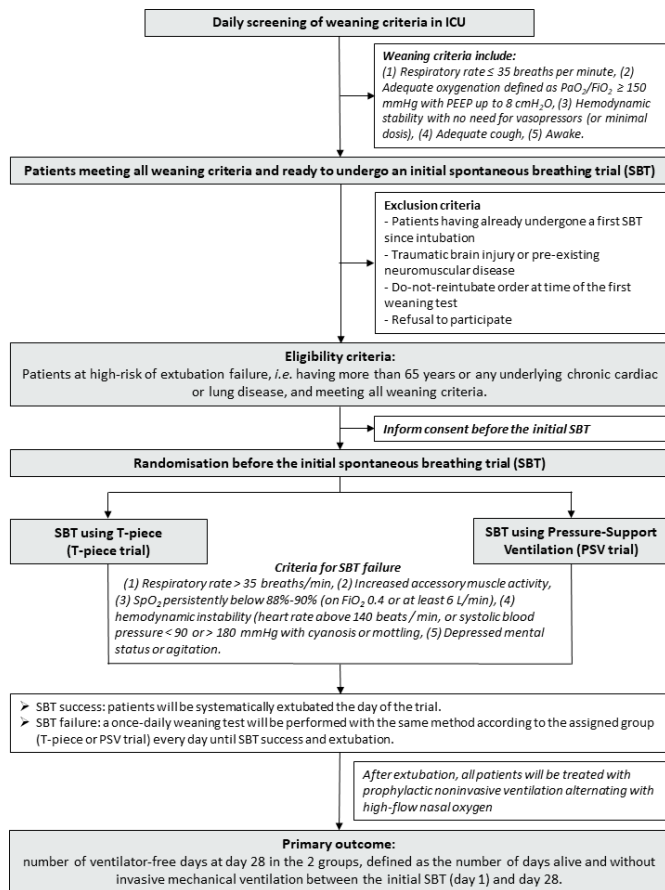 Daily screening of weaning criteria in ICU
Weaning criteria include:
(1) Respiratory rate ≤ 35 breaths per minute, (2)
Adequate oxygenation defined as PaO₂/FiO₂ ≥ 150
mmHg with PEEP up to 8 cmH₂O, (3) Hemodynamic
stability with no need for vasopressors (or minimal
dosis), (4) Adequate cough, (5) Awake.
Patients meeting all weaning criteria and ready to undergo an initial spontaneous breathing trial (SBT)
Exclusion criteria
- Patients having already undergone a first SBT
since intubation
- Traumatic brain injury or pre-existing
neuromuscular disease
- Do-not-reintubate order at time of the first
weaning test
- Refusal to participate
Eligibility criteria:
Patients at high-risk of extubation failure, i.e. having more than 65 years or any underlying chronic cardiac
or lung disease, and meeting all weaning criteria.
Inform consent before the initial SBT
Randomisation before the initial spontaneous breathing trial (SBT)
SBT using T-piece
(T-piece trial)
SBT using Pressure-Support
Ventilation (PSV trial)
Criteria for SBT failure
(1) Respiratory rate > 35 breaths/min, (2) Increased accessory muscle activity,
(3) SpO₂ persistently below 88%-90% (on FiO₂ 0.4 or at least 6 L/min), (4)
hemodynamic instability (heart rate above 140 beats / min, or systolic blood
pressure < 90 or > 180 mmHg with cyanosis or mottling, (5) Depressed mental
status or agitation.
➢ SBT success: patients will be systematically extubated the day of the trial.
➢ SBT failure: a once-daily weaning test will be performed with the same method according to the assigned group
(T-piece or PSV trial) every day until SBT success and extubation.
After extubation, all patients will be treated with
prophylactic noninvasive ventilation alternating with
high-flow nasal oxygen
Primary outcome:
number of ventilator-free days at day 28 in the 2 groups, defined as the number of days alive and without
invasive mechanical ventilation between the initial SBT (day 1) and day 28.